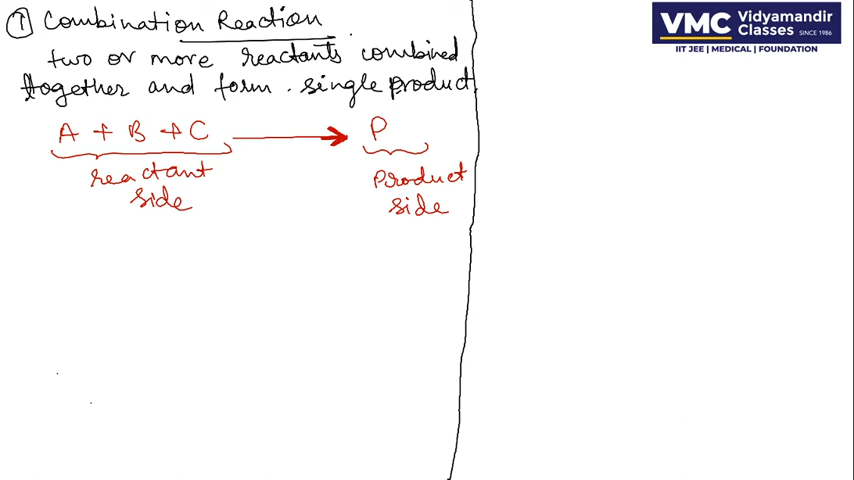 ① Combination Reaction
two or more reactants combined
together and form single product.
A + B + C → P
reactant side
product side
VMC Vidyamandir Classes SINCE 1986
IIT JEE | MEDICAL | FOUNDATION